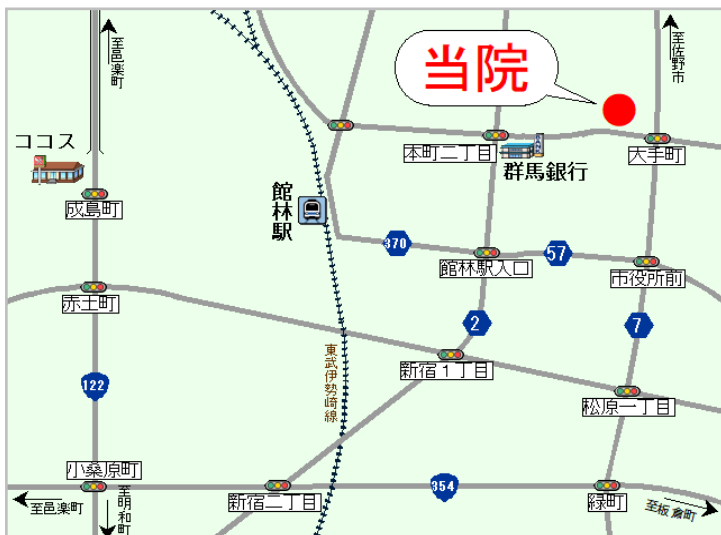 至邑楽町
当院
至佐野市
ココス
本町二丁目
群馬銀行
大手町
成島町
館林駅
370
館林駅入口
57
市役所前
赤土町
2
7
新宿1丁目
東武伊勢崎線
122
松原一丁目
小桑原町
354
至邑楽町
至明和町
新宿二丁目
緑町
至板倉町